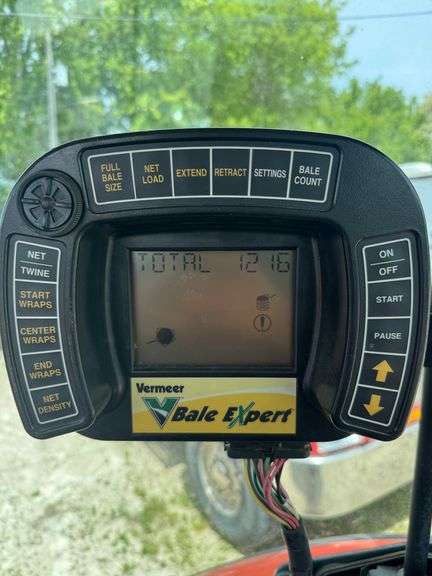 FULL BALE SIZE
NET LOAD
EXTEND
RETRACT
SETTINGS
BALE COUNT
NET
TWINE
START WRAPS
CENTER WRAPS
END WRAPS
NET DENSITY
TOTAL 1216
ON
OFF
START
PAUSE
Vermeer
Bale Expert